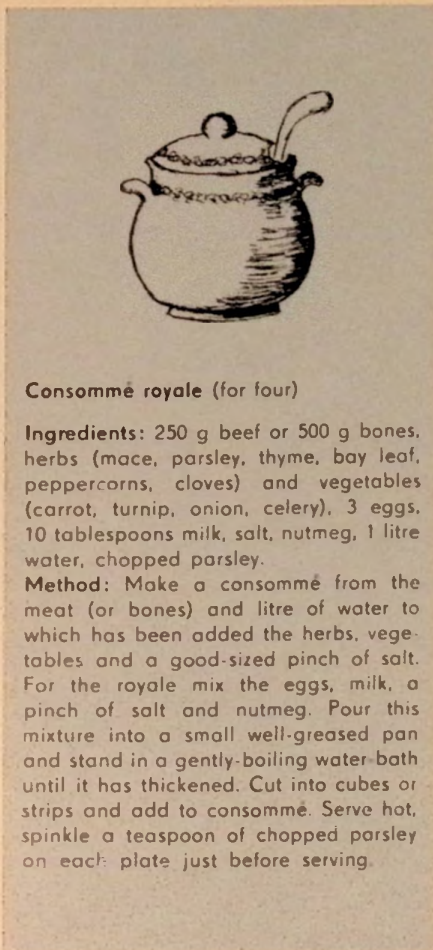 Consommé royale (for four)
Ingredients: 250 g beef or 500 g bones,
herbs (mace, parsley, thyme, bay leaf,
peppercorns, cloves) and vegetables
(carrot, turnip, onion, celery), 3 eggs,
10 tablespoons milk, salt, nutmeg, 1 litre
water, chopped parsley.
Method: Make a consommé from the
meat (or bones) and litre of water to
which has been added the herbs, vege-
tables and a good-sized pinch of salt.
For the royale mix the eggs, milk, a
pinch of salt and nutmeg. Pour this
mixture into a small well-greased pan
and stand in a gently-boiling water bath
until it has thickened. Cut into cubes or
strips and add to consommé. Serve hot,
spinkle a teaspoon of chopped parsley
on each plate just before serving.